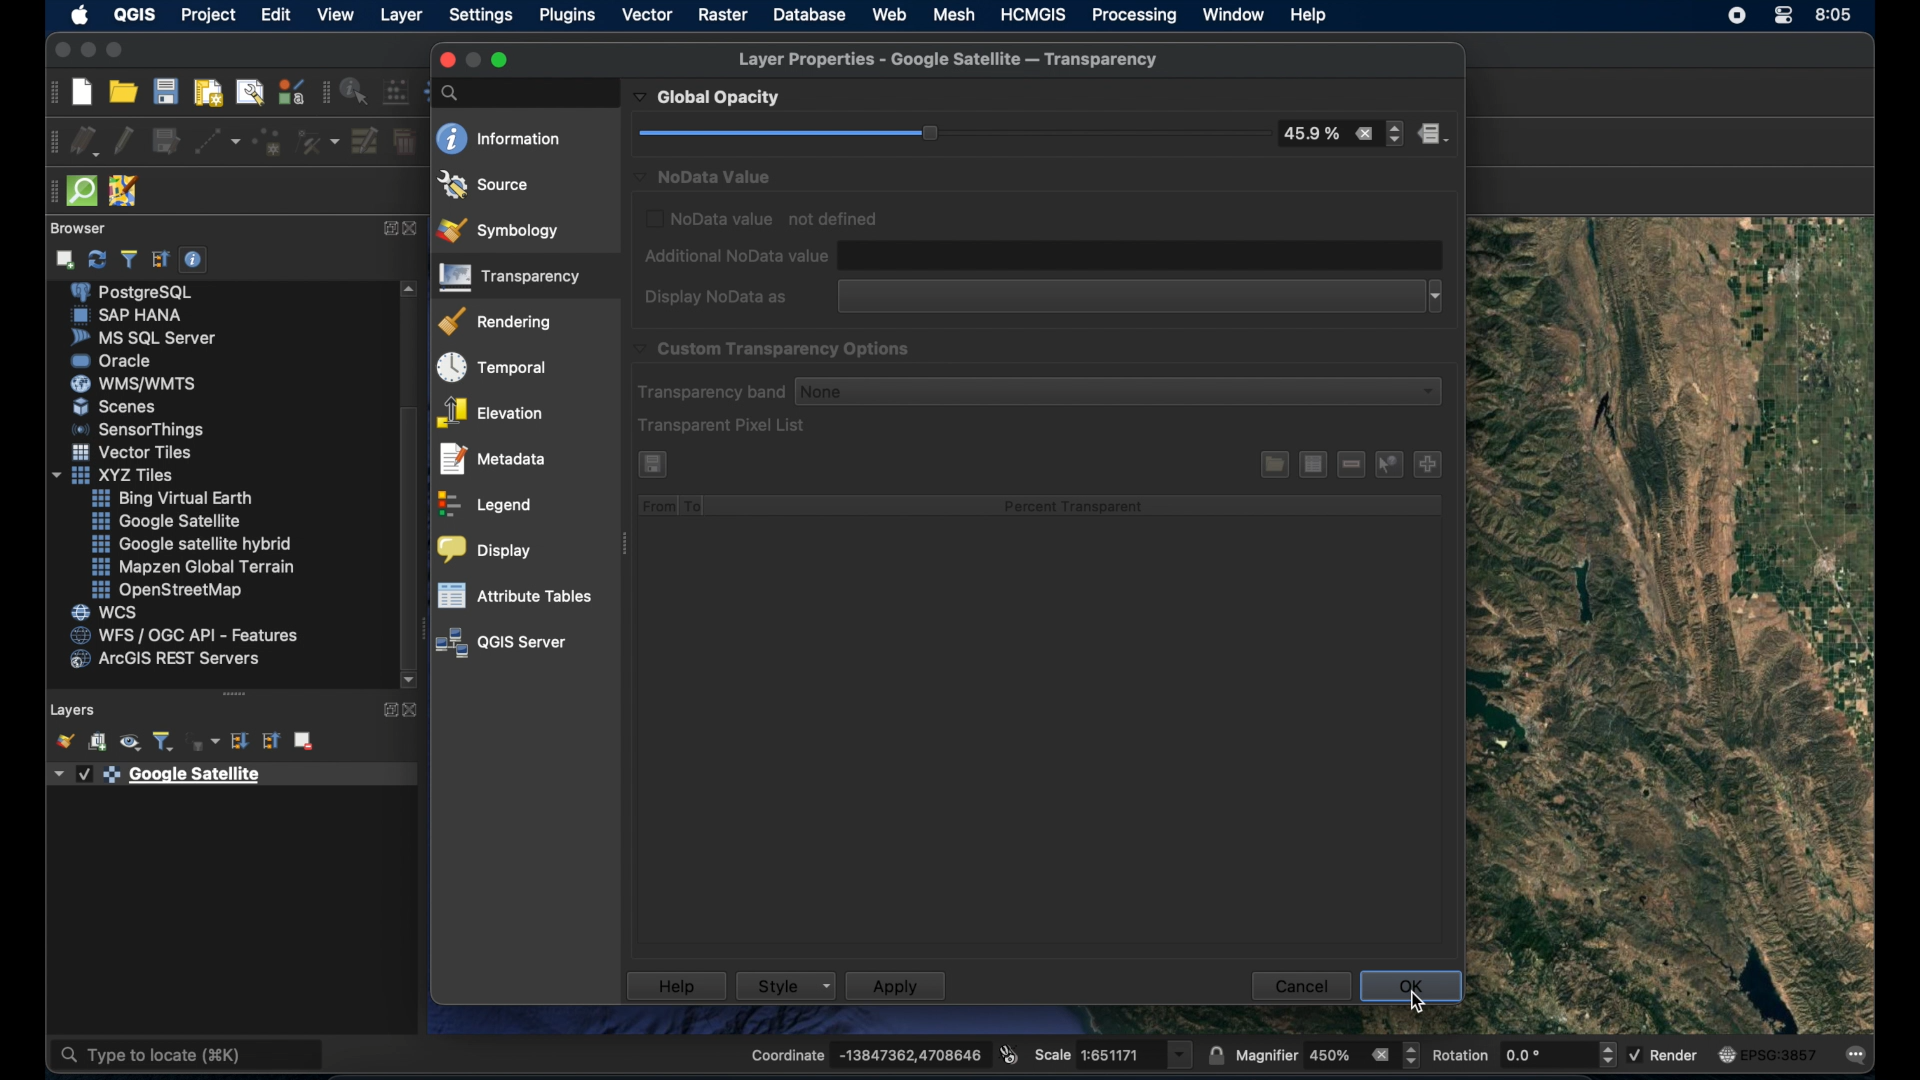 QGIS Project Edit View Layer Settings Plugins Vector Raster Database Web Mesh HCMGIS Processing Window Help 8:05
Layer Properties - Google Satellite — Transparency
Information
Source
Symbology
Transparency
Rendering
Temporal
Elevation
Metadata
Legend
Display
Attribute Tables
QGIS Server
Global Opacity
45.9 %
NoData Value
NoData value not defined
Additional NoData value
Display NoData as
Custom Transparency Options
Transparency band None
Transparent Pixel List
From To Percent Transparent
Help Style Apply Cancel OK
Browser
PostgreSQL
SAP HANA
MS SQL Server
Oracle
WMS/WMTS
Scenes
SensorThings
Vector Tiles
XYZ Tiles
Bing Virtual Earth
Google Satellite
Google satellite hybrid
Mapzen Global Terrain
OpenStreetMap
WCS
WFS / OGC API - Features
ArcGIS REST Servers
Layers
Google Satellite
Type to locate (⌘K)
Coordinate -13847362,4708646 Scale 1:651171 Magnifier 450% Rotation 0.0 ° Render EPSG:3857